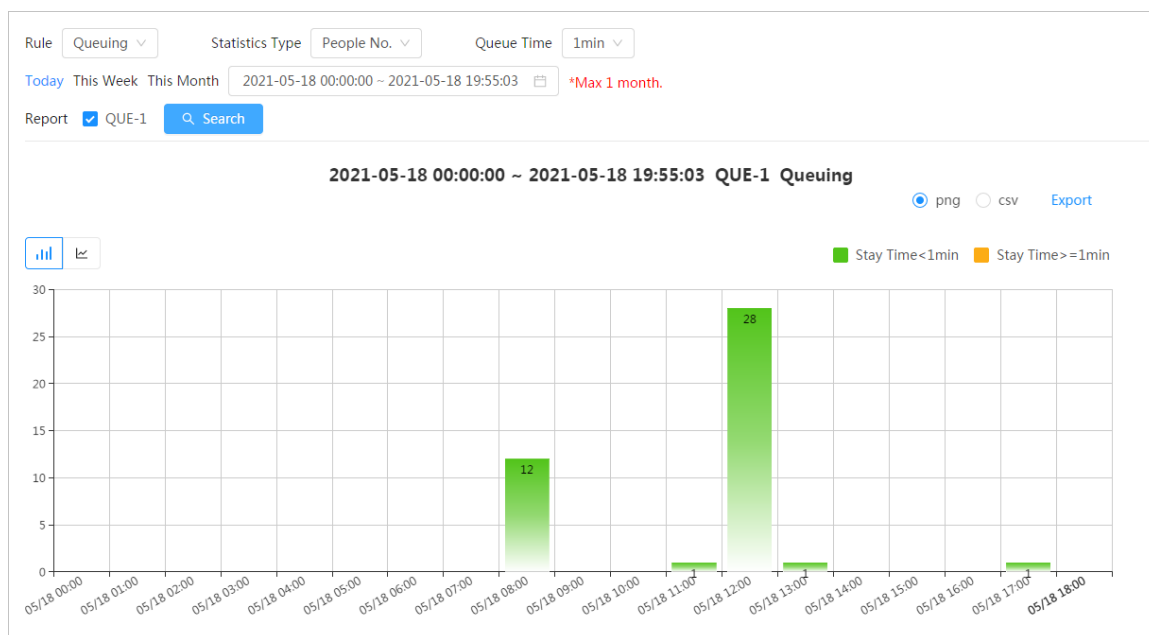 Rule Queuing Statistics Type People No. Queue Time 1min
Today This Week This Month 2021-05-18 00:00:00 ~ 2021-05-18 19:55:03 *Max 1 month.
Report QUE-1 Search
2021-05-18 00:00:00 ~ 2021-05-18 19:55:03 QUE-1 Queuing
png csv Export
Stay Time<1min Stay Time>=1min
30
25
20
15
10
5
0
12
1
28
1
1
05/18 00:00 05/18 01:00 05/18 02:00 05/18 03:00 05/18 04:00 05/18 05:00 05/18 06:00 05/18 07:00 05/18 08:00 05/18 09:00 05/18 10:00 05/18 11:00 05/18 12:00 05/18 13:00 05/18 14:00 05/18 15:00 05/18 16:00 05/18 17:00 05/18 18:00